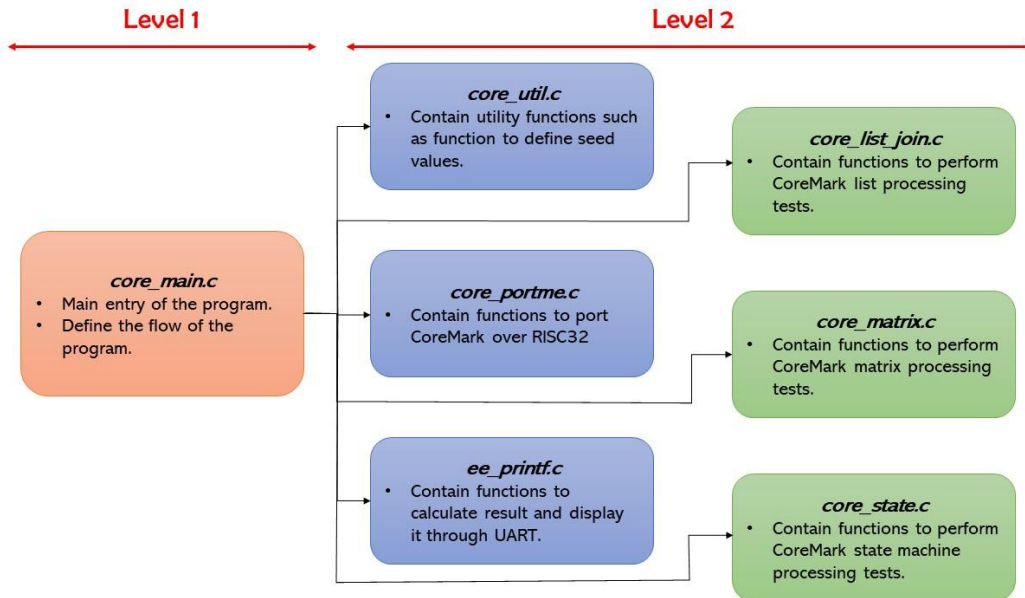 Level 1
Level 2
core_main.c
• Main entry of the program.
• Define the flow of the
program.
core_util.c
• Contain utility functions such
as function to define seed
values.
core_portme.c
• Contain functions to port
CoreMark over RISC32
ee_printf.c
• Contain functions to
calculate result and display
it through UART.
core_list_join.c
• Contain functions to perform
CoreMark list processing
tests.
core_matrix.c
• Contain functions to perform
CoreMark matrix processing
tests.
core_state.c
• Contain functions to perform
CoreMark state machine
processing tests.